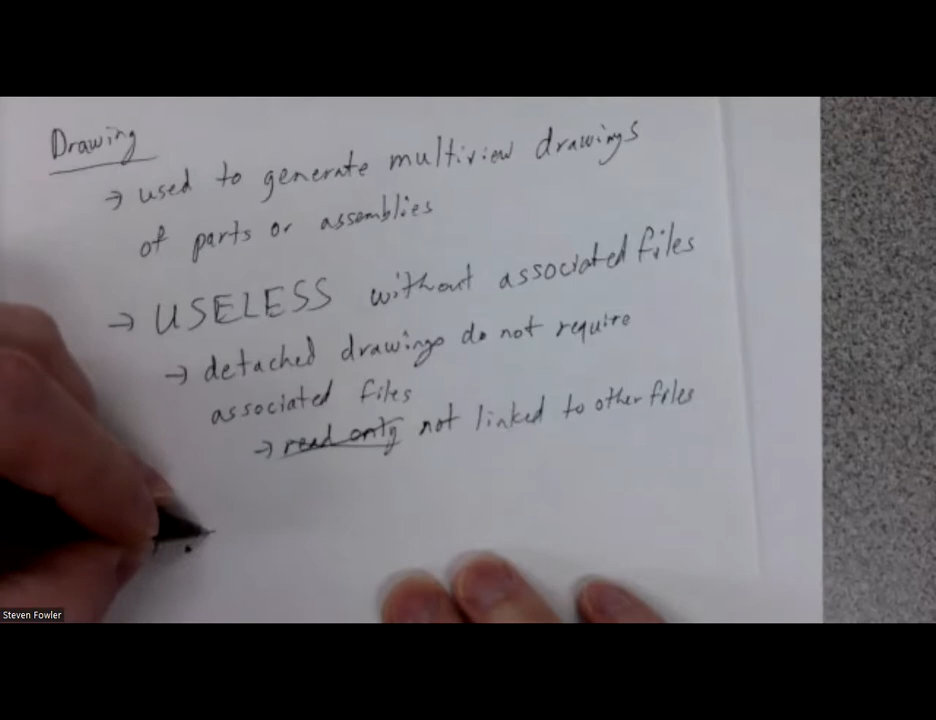 Drawing
→ used to generate multiview drawings
of parts or assemblies
→ USELESS without associated files
→ detached drawings do not require
associated files
→ read only not linked to other files
Steven Fowler